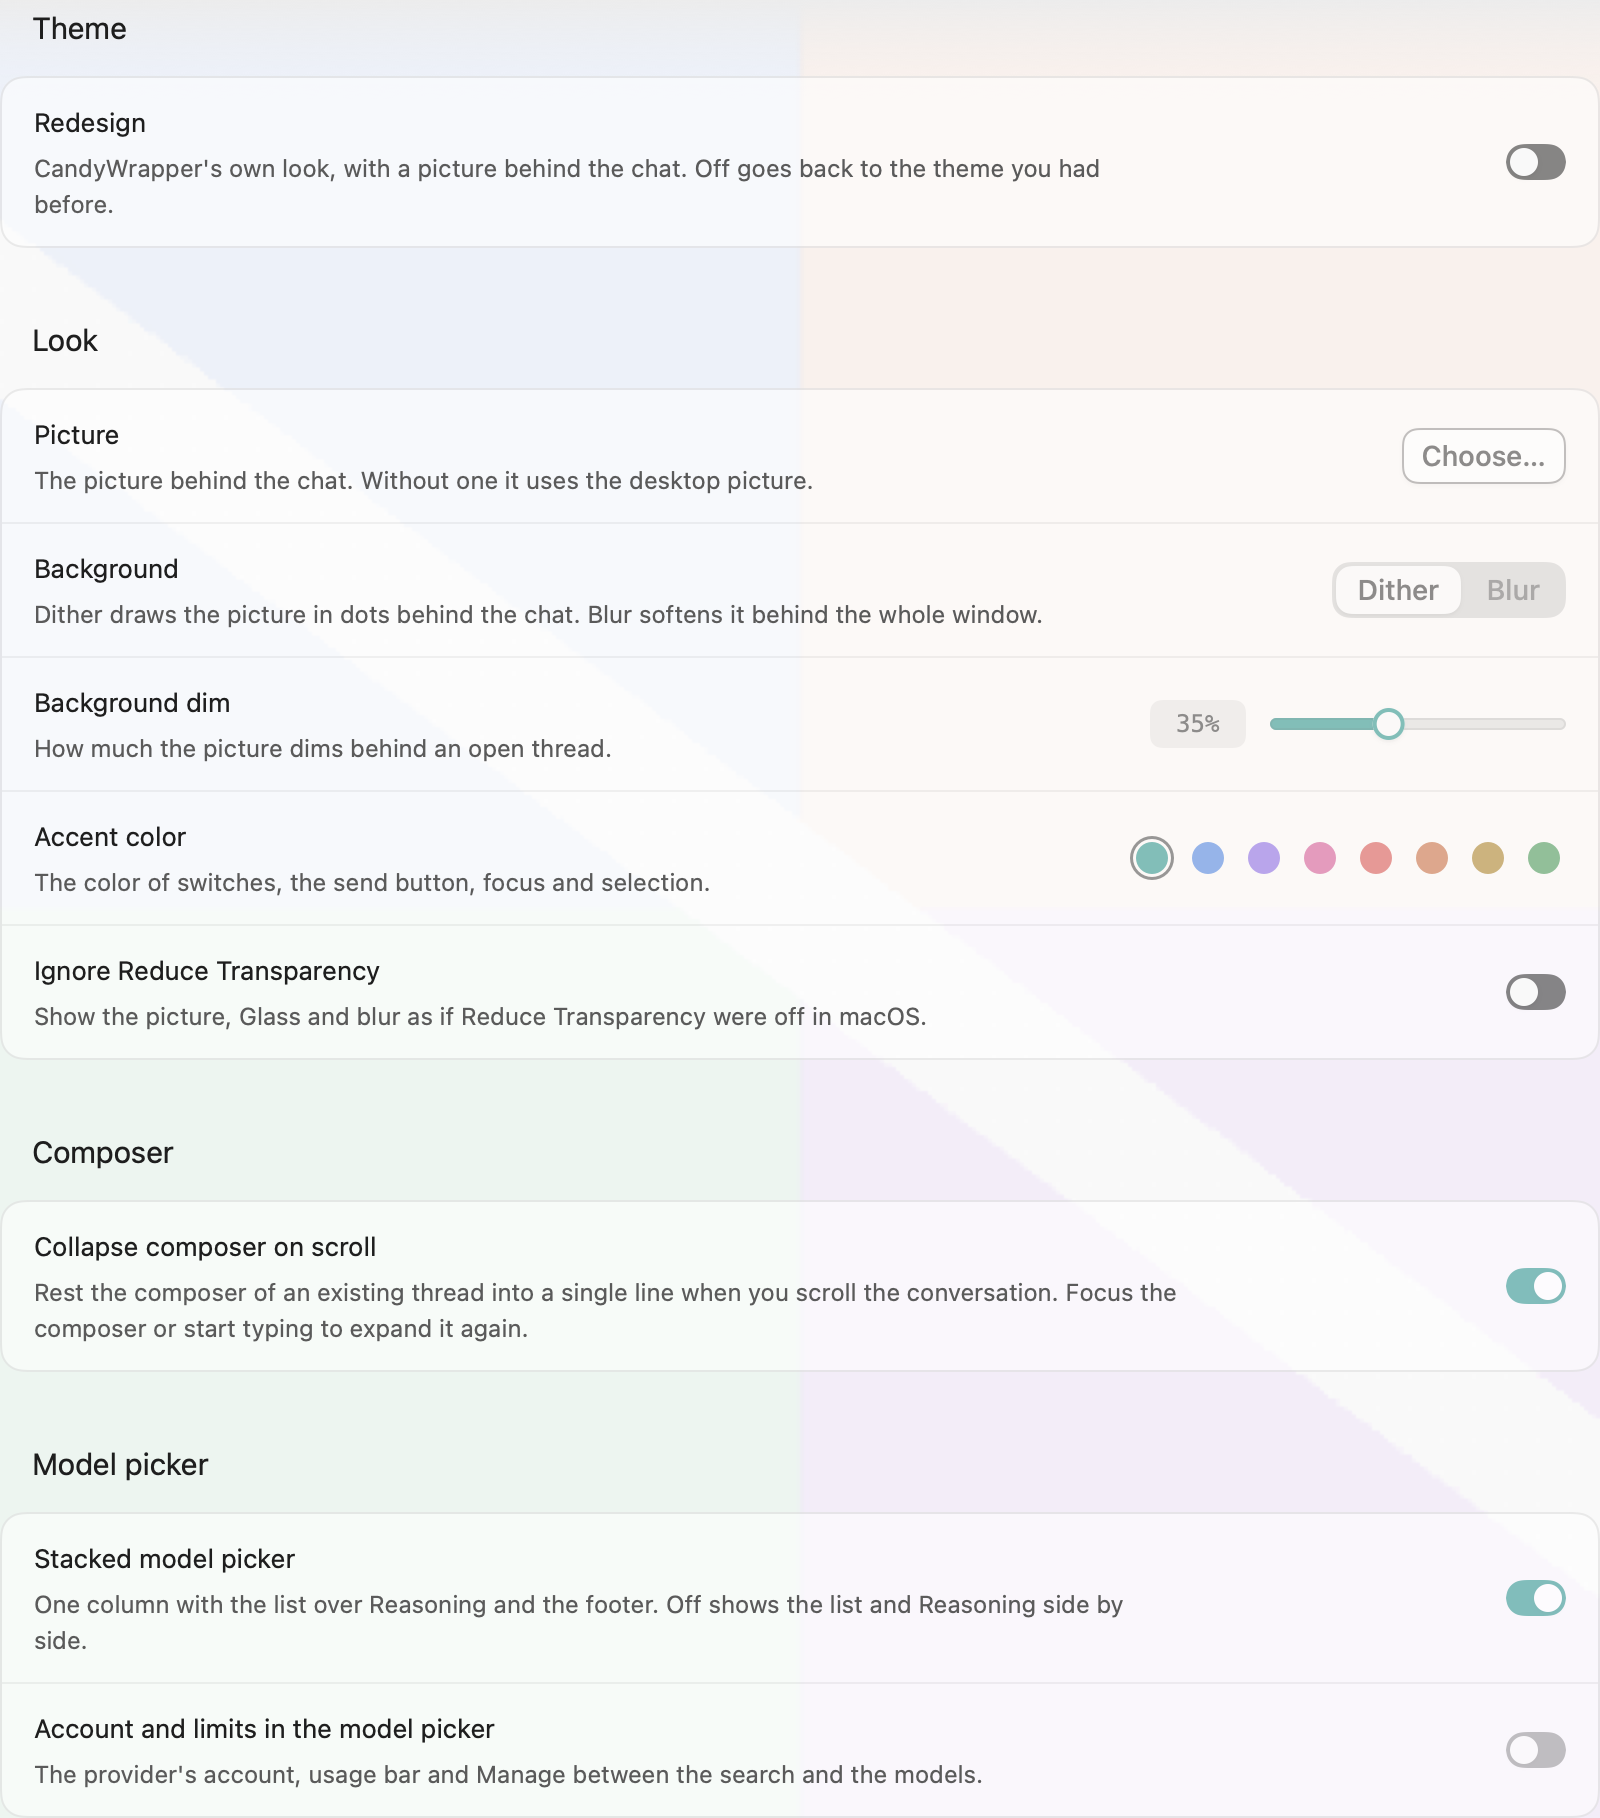 Theme
Redesign
CandyWrapper's own look, with a picture behind the chat. Off goes back to the theme you had
before.
Look
Picture
The picture behind the chat. Without one it uses the desktop picture.
Choose...
Background
Dither draws the picture in dots behind the chat. Blur softens it behind the whole window.
Dither Blur
Background dim
How much the picture dims behind an open thread.
35%
Accent color
The color of switches, the send button, focus and selection.
Ignore Reduce Transparency
Show the picture, Glass and blur as if Reduce Transparency were off in macOS.
Composer
Collapse composer on scroll
Rest the composer of an existing thread into a single line when you scroll the conversation. Focus the
composer or start typing to expand it again.
Model picker
Stacked model picker
One column with the list over Reasoning and the footer. Off shows the list and Reasoning side by
side.
Account and limits in the model picker
The provider's account, usage bar and Manage between the search and the models.